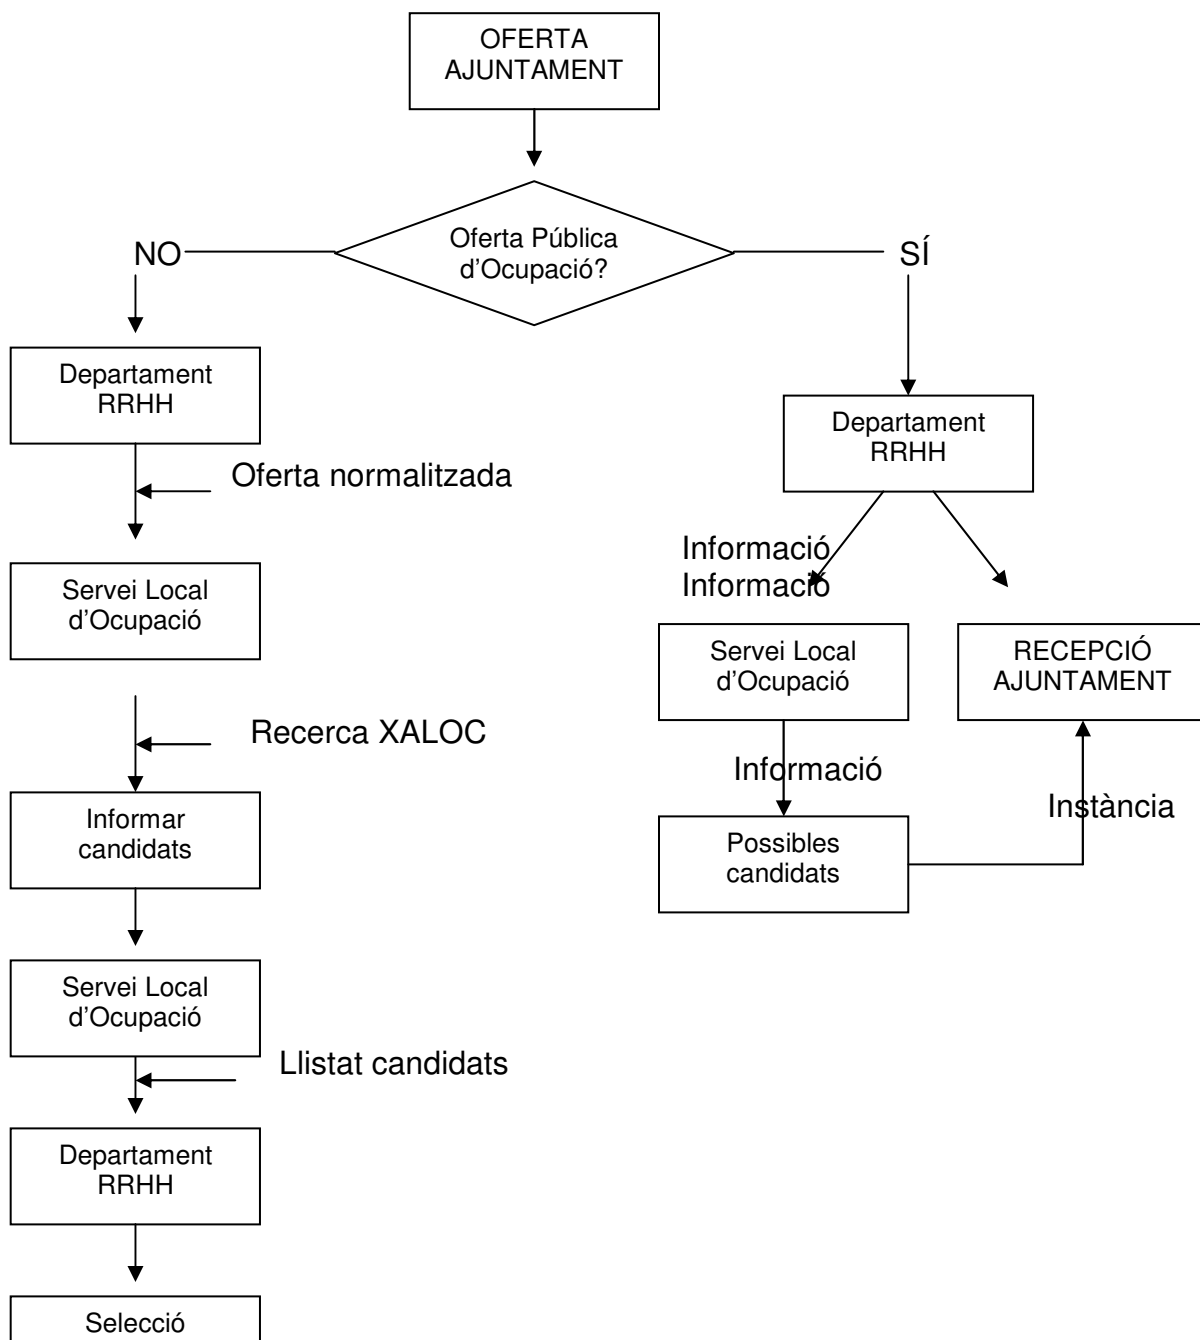 OFERTA
AJUNTAMENT
Oferta Pública
d’Ocupació?
NO
SÍ
Departament
RRHH
Departament
RRHH
Oferta normalitzada
Informació
Informació
Servei Local
d’Ocupació
Servei Local
d’Ocupació
RECEPCIÓ
AJUNTAMENT
Recerca XALOC
Informació
Instància
Informar
candidats
Possibles
candidats
Servei Local
d’Ocupació
Llistat candidats
Departament
RRHH
Selecció